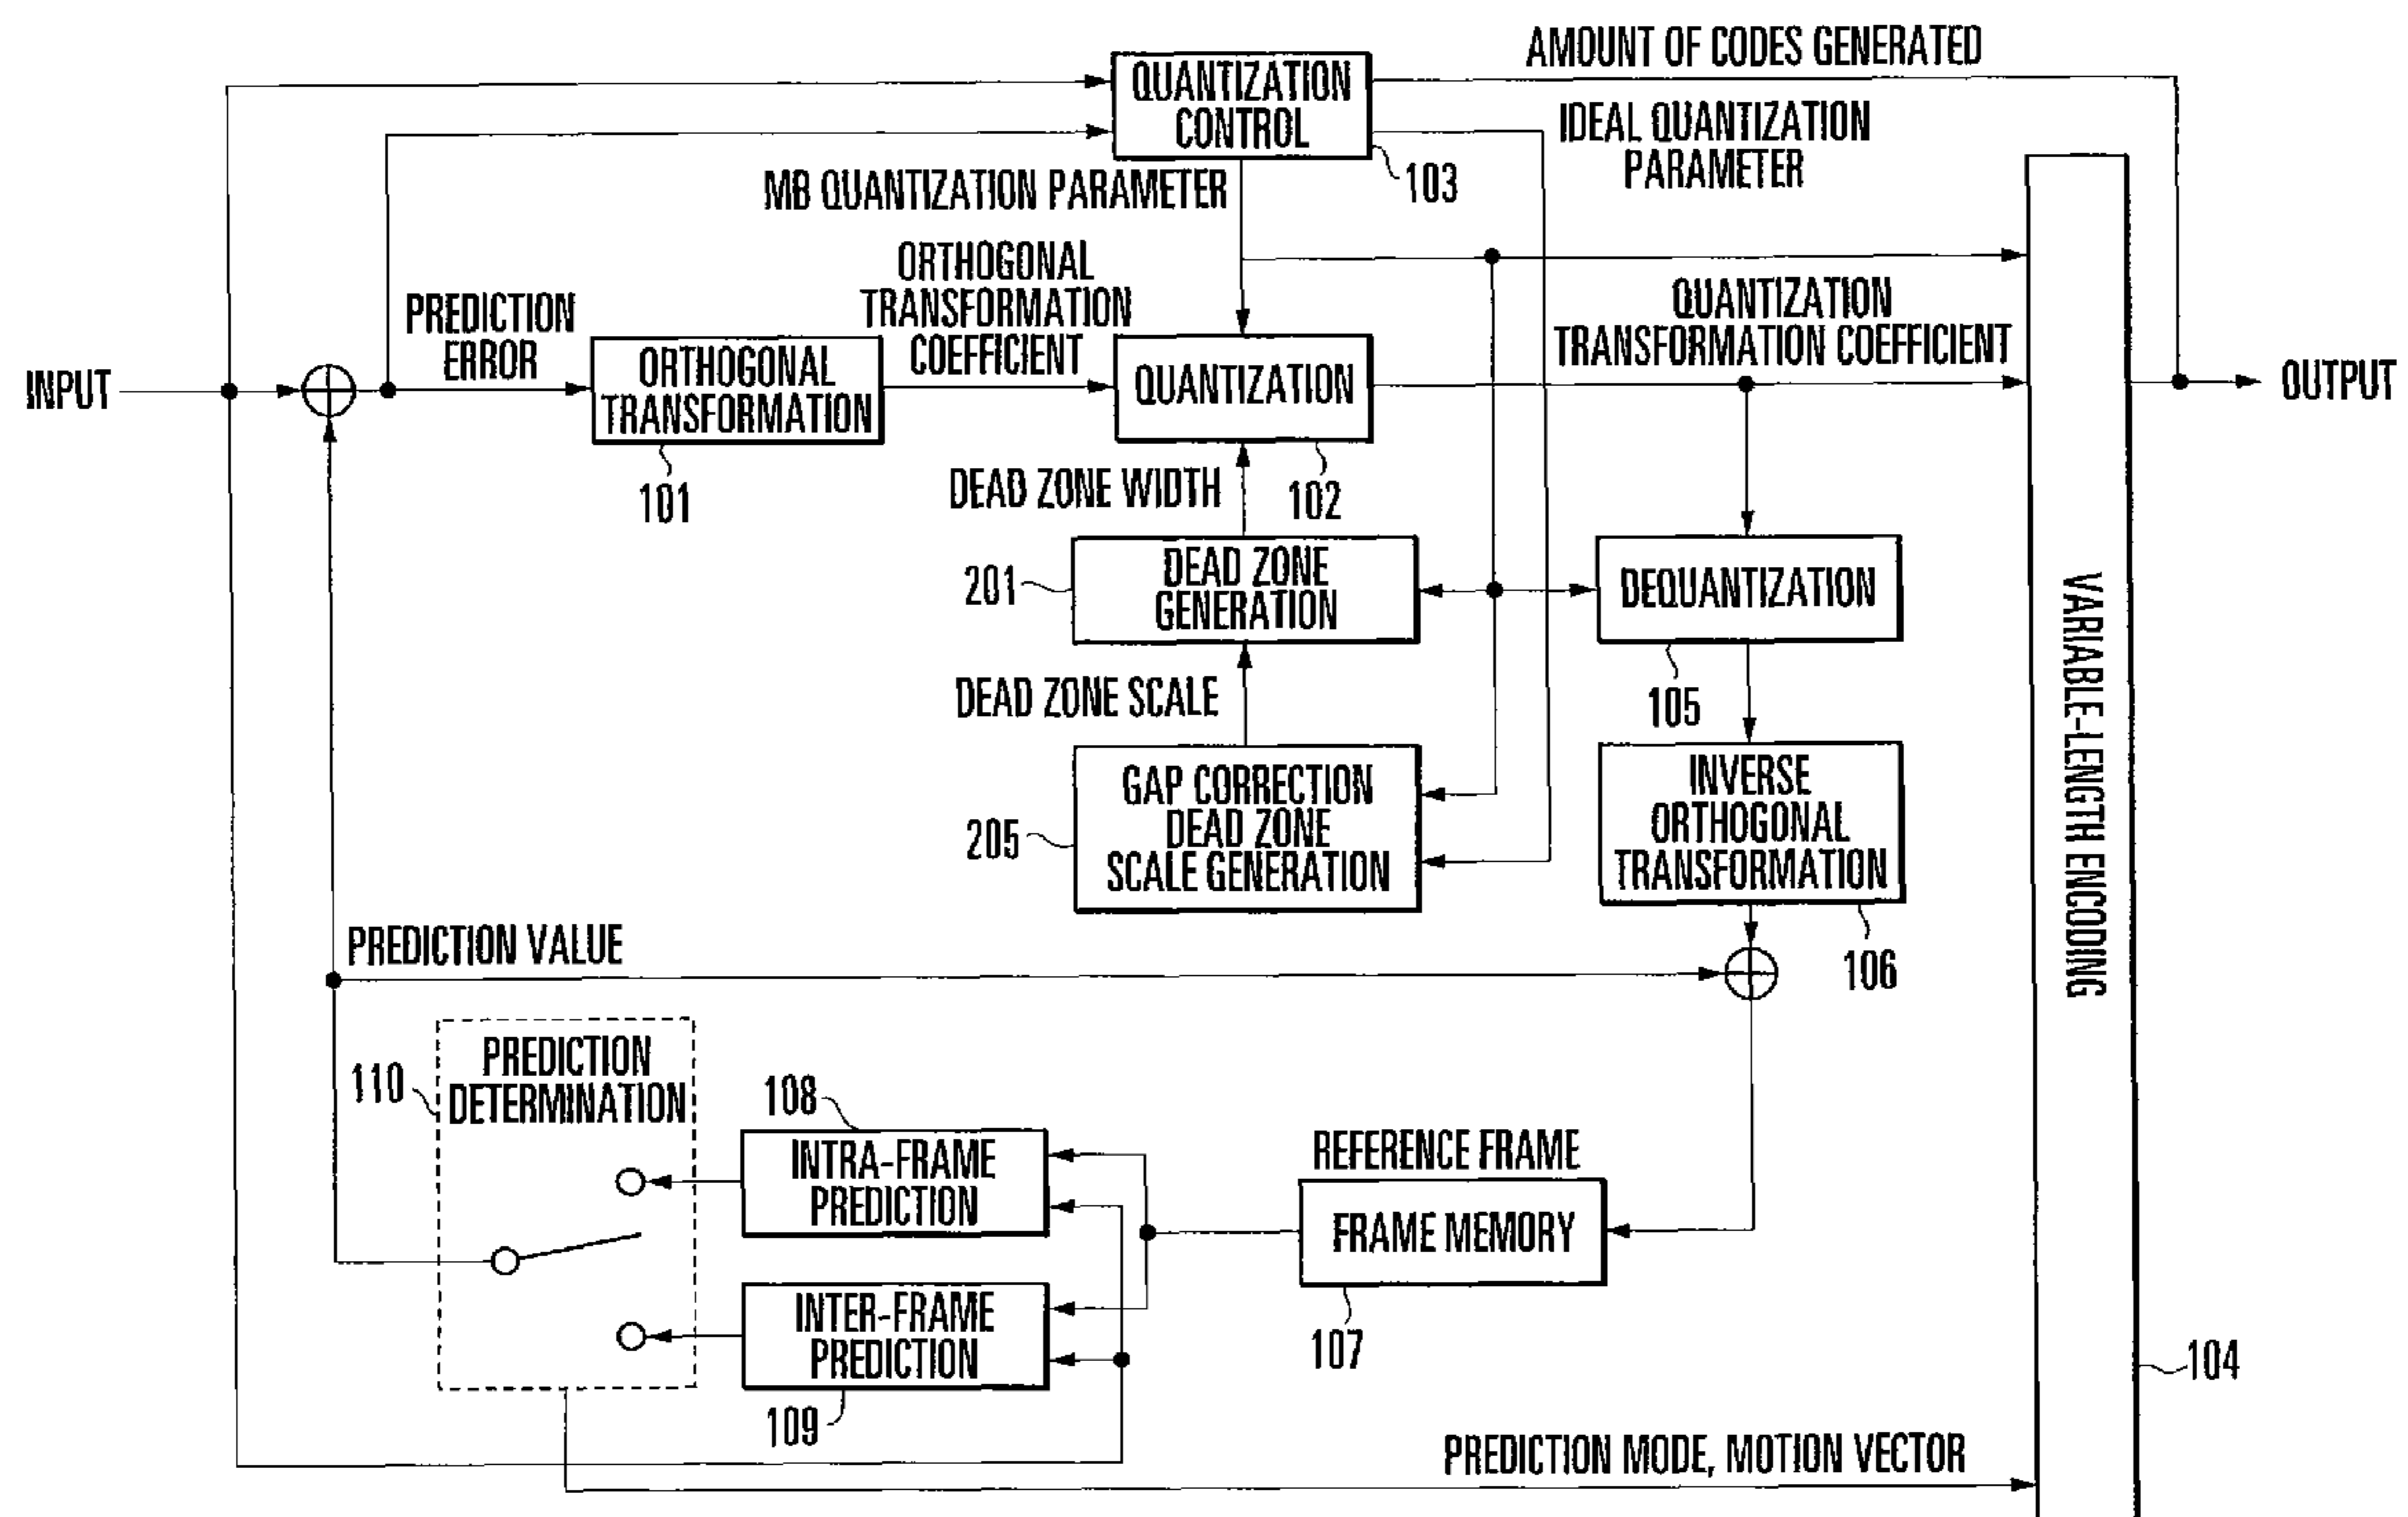 AMOUNT OF CODES GENERATED
QUANTIZATION
CONTROL
IDEAL QUANTIZATION
PARAMETER
103
MB QUANTIZATION PARAMETER
ORTHOGONAL
TRANSFORMATION
COEFFICIENT
PREDICTION
ERROR
QUANTIZATION
TRANSFORMATION COEFFICIENT
INPUT
ORTHOGONAL
TRANSFORMATION
QUANTIZATION
OUTPUT
101
DEAD ZONE WIDTH
102
201
DEAD ZONE
GENERATION
DEQUANTIZATION
DEAD ZONE SCALE
105
VARIABLE-LENGTH ENCODING
205
GAP CORRECTION
DEAD ZONE
SCALE GENERATION
INVERSE
ORTHOGONAL
TRANSFORMATION
PREDICTION VALUE
106
110
PREDICTION
DETERMINATION
108
INTRA-FRAME
PREDICTION
REFERENCE FRAME
FRAME MEMORY
INTER-FRAME
PREDICTION
107
104
109
PREDICTION MODE, MOTION VECTOR